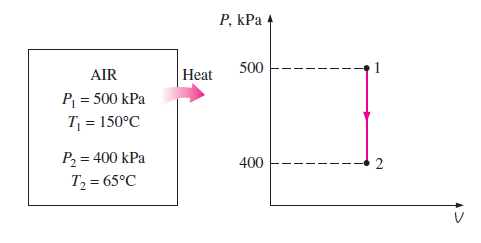 P, kPa
AIR
Heat
P₁ = 500 kPa
T₁ = 150°C
P₂ = 400 kPa
T₂ = 65°C
500
1
400
2
V